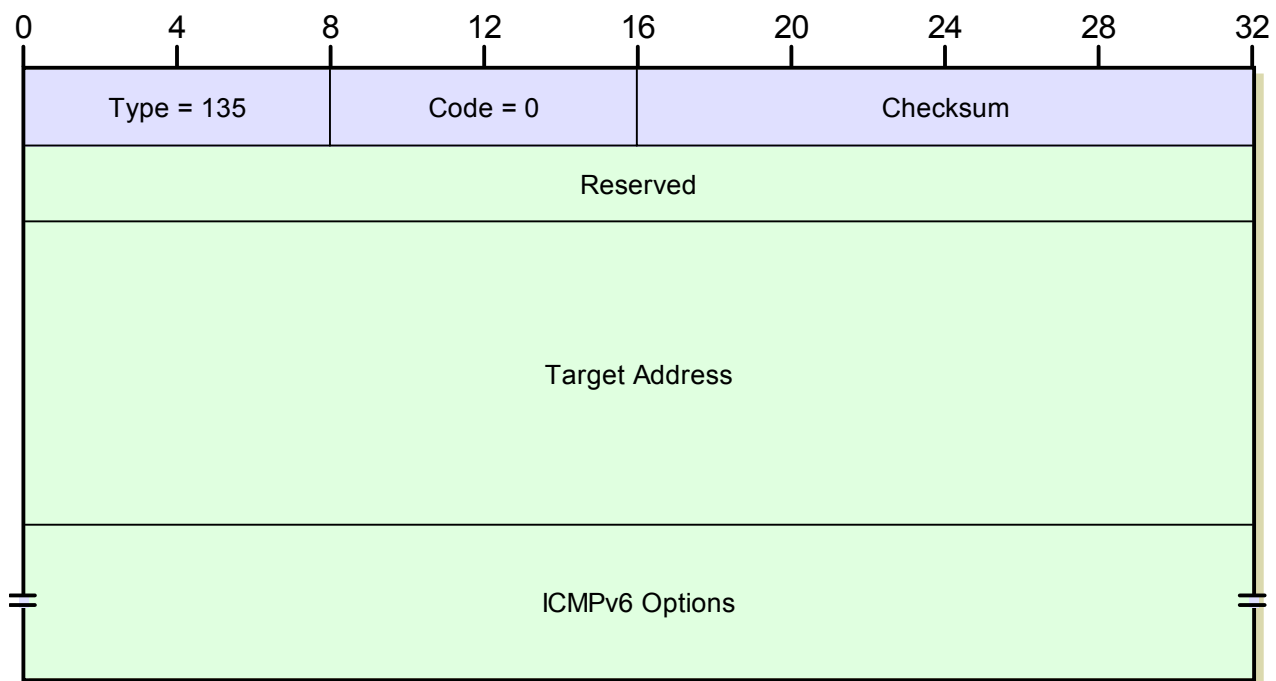 0 4 8 12 16 20 24 28 32
Type = 135 Code = 0 Checksum
Reserved
Target Address
ICMPv6 Options